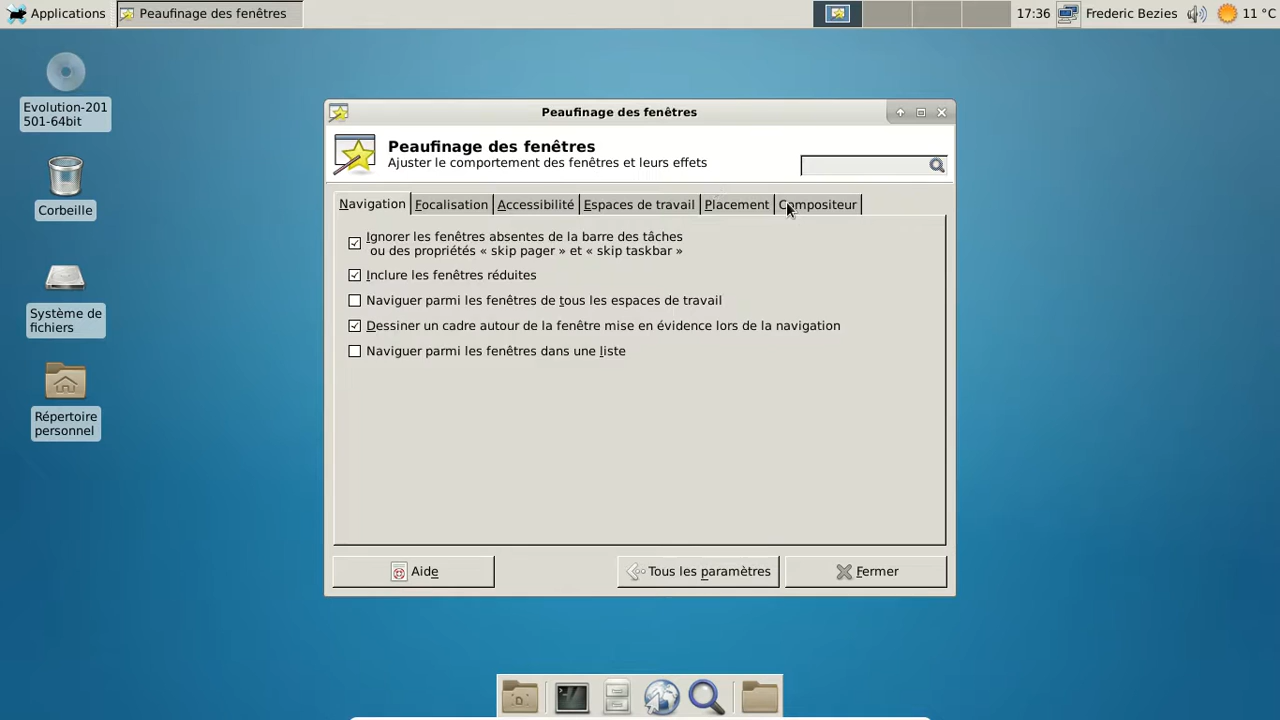 Applications
Peaufinage des fenêtres
17:36
Frederic Bezies
11 °C
Evolution-201
501-64bit
Corbeille
Système de
fichiers
Répertoire
personnel
Peaufinage des fenêtres
Peaufinage des fenêtres
Ajuster le comportement des fenêtres et leurs effets
Navigation Focalisation Accessibilité Espaces de travail Placement Compositeur
Ignorer les fenêtres absentes de la barre des tâches
ou des propriétés « skip pager » et « skip taskbar »
Inclure les fenêtres réduites
Naviguer parmi les fenêtres de tous les espaces de travail
Dessiner un cadre autour de la fenêtre mise en évidence lors de la navigation
Naviguer parmi les fenêtres dans une liste
Aide
Tous les paramètres
Fermer
D